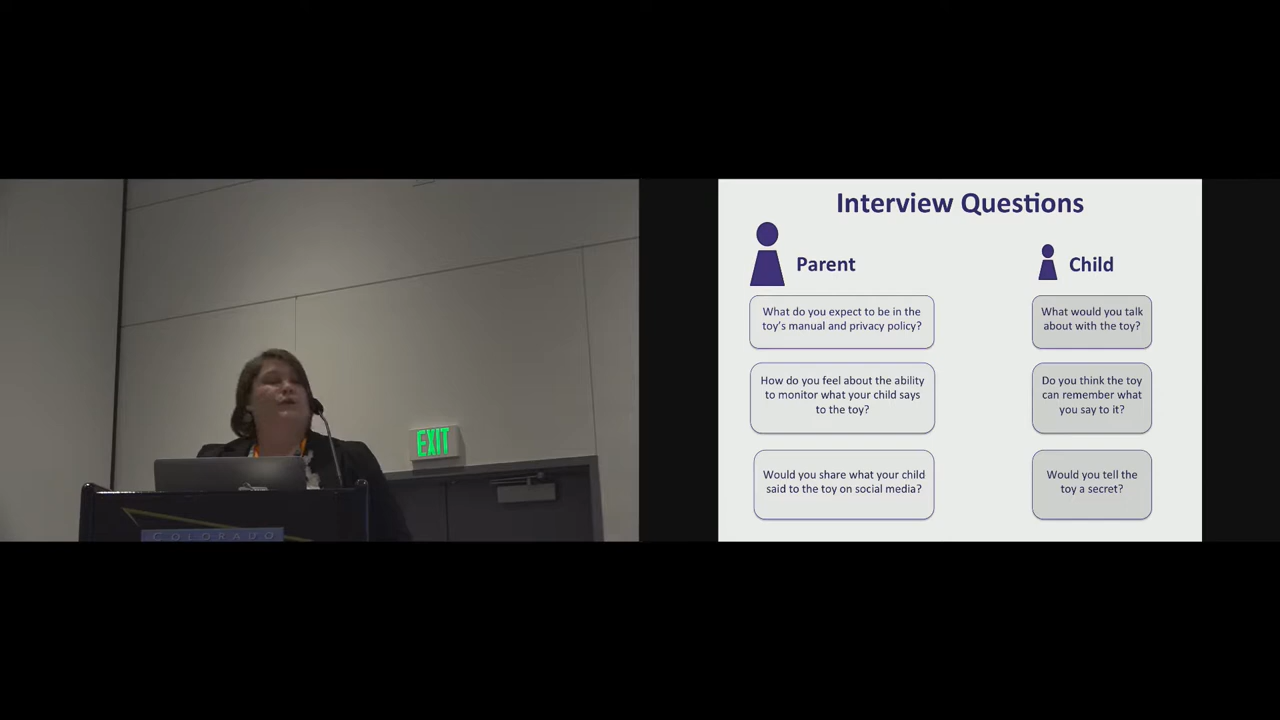 Interview Questions
Parent
Child
What do you expect to be in the
toy's manual and privacy policy?
What would you talk
about with the toy?
How do you feel about the ability
to monitor what your child says
to the toy?
Do you think the toy
can remember what
you say to it?
Would you share what your child
said to the toy on social media?
Would you tell the
toy a secret?
EXIT
COLORADO